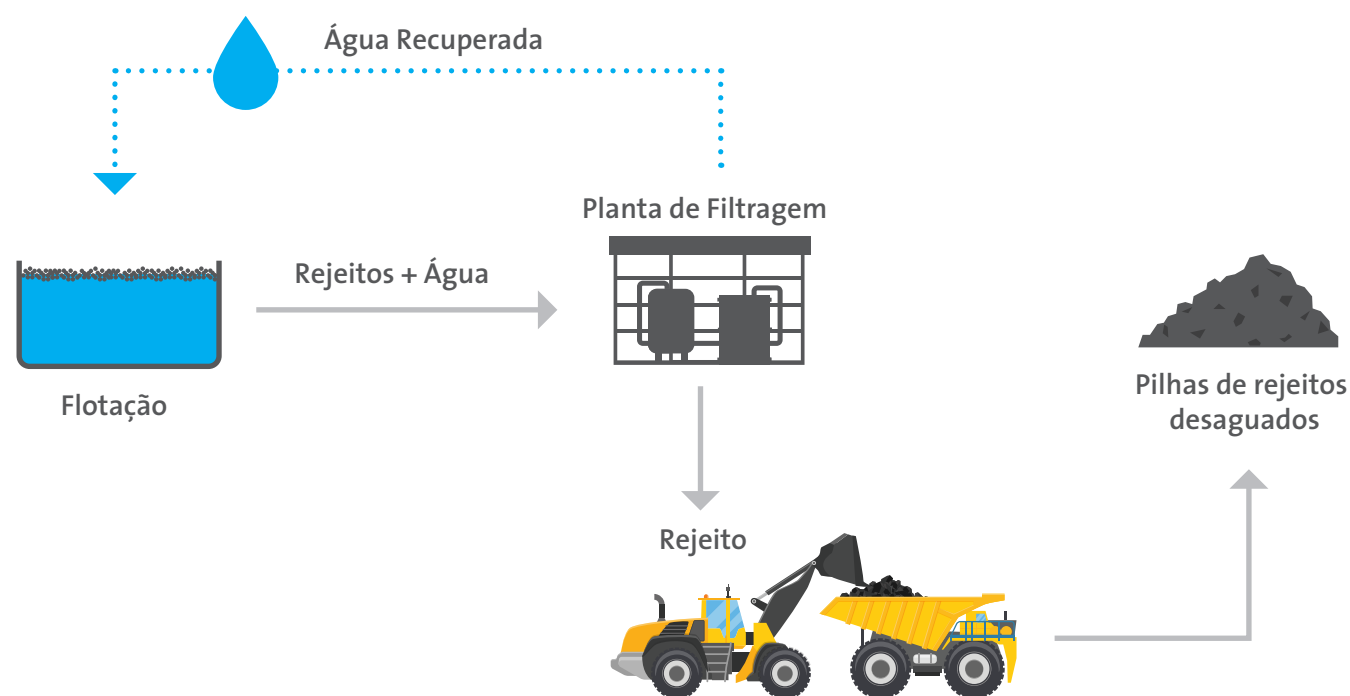 Água Recuperada
Planta de Filtragem
Rejeitos + Água
Flotação
Pilhas de rejeitos
desaguados
Rejeito